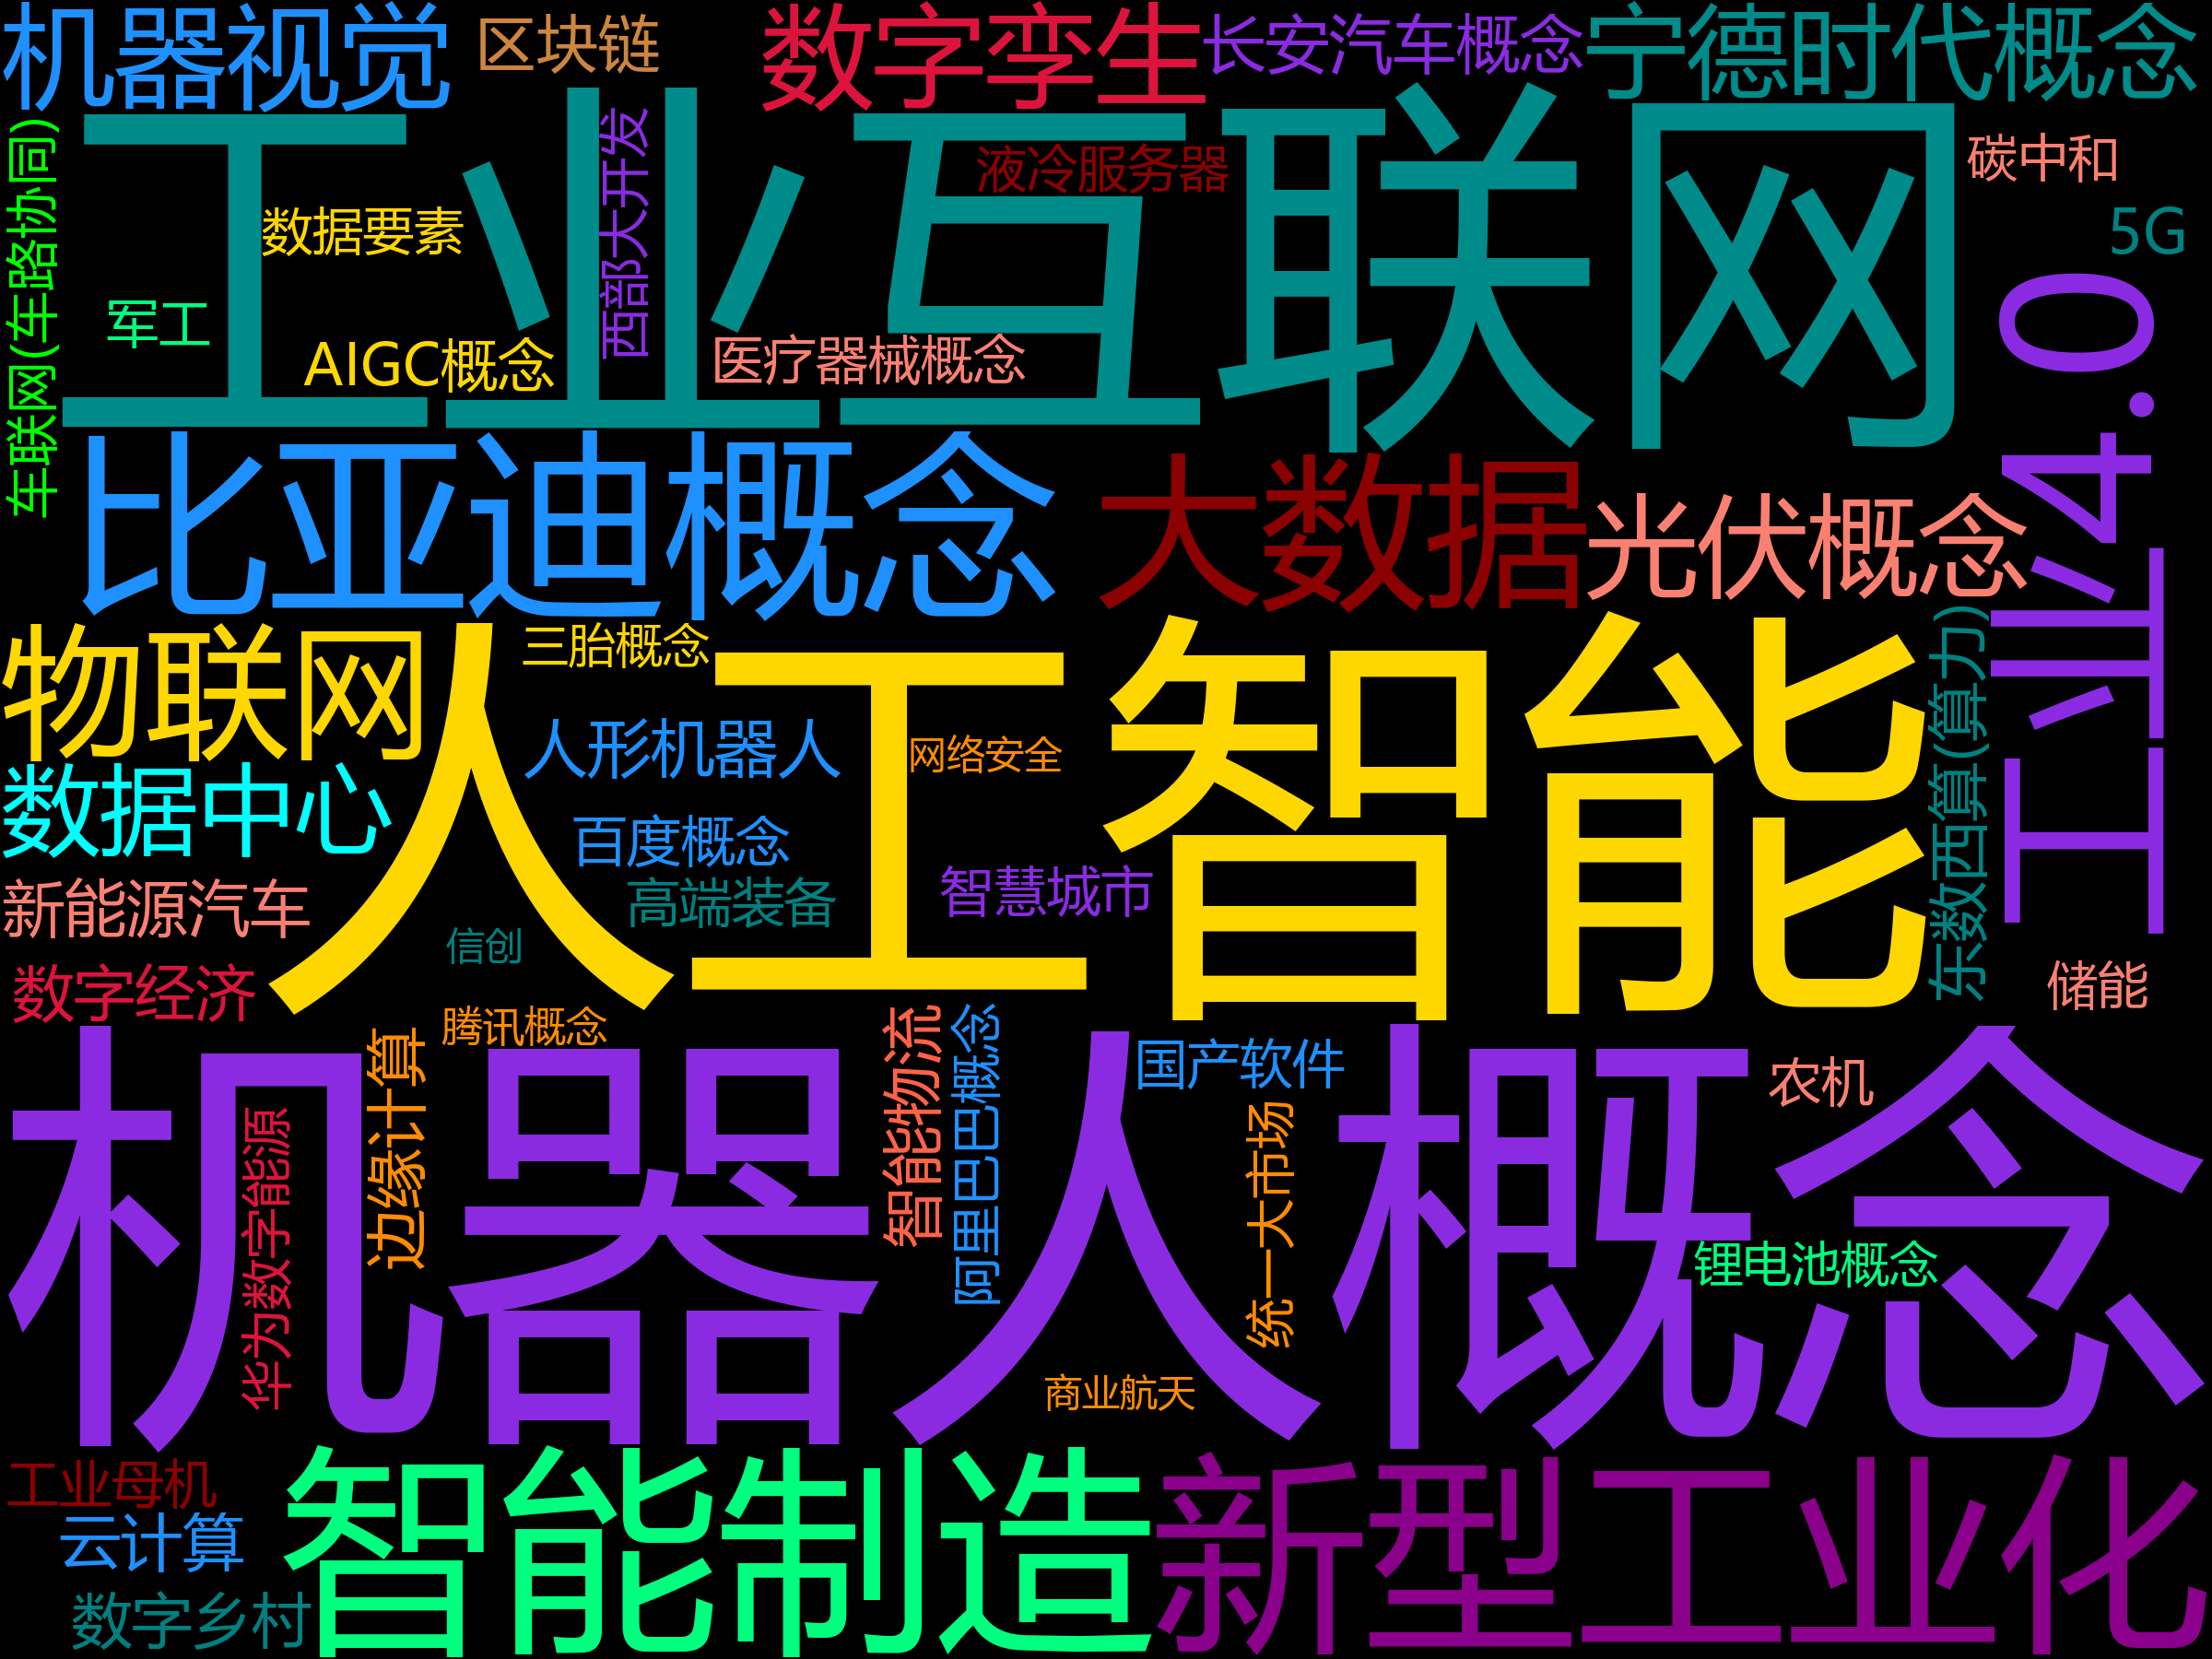 机器视觉
区块链
数字孪生
长安汽车概念
宁德时代概念
工业互联网
液冷服务器
碳中和
5G
车联网(车路协同)
数据要素
西部大开发
军工
AIGC概念
医疗器械概念
比亚迪概念
大数据
光伏概念
工业4.0
物联网
三胎概念
人工智能
人形机器人
网络安全
东数西算(算力)
数据中心
百度概念
新能源汽车
高端装备
智慧城市
信创
数字经济
储能
腾讯概念
边缘计算
智能物流
阿里巴巴概念
国产软件
农机
机器人概念
华为数字能源
统一大市场
锂电池概念
商业航天
工业母机
智能制造
新型工业化
云计算
数字乡村